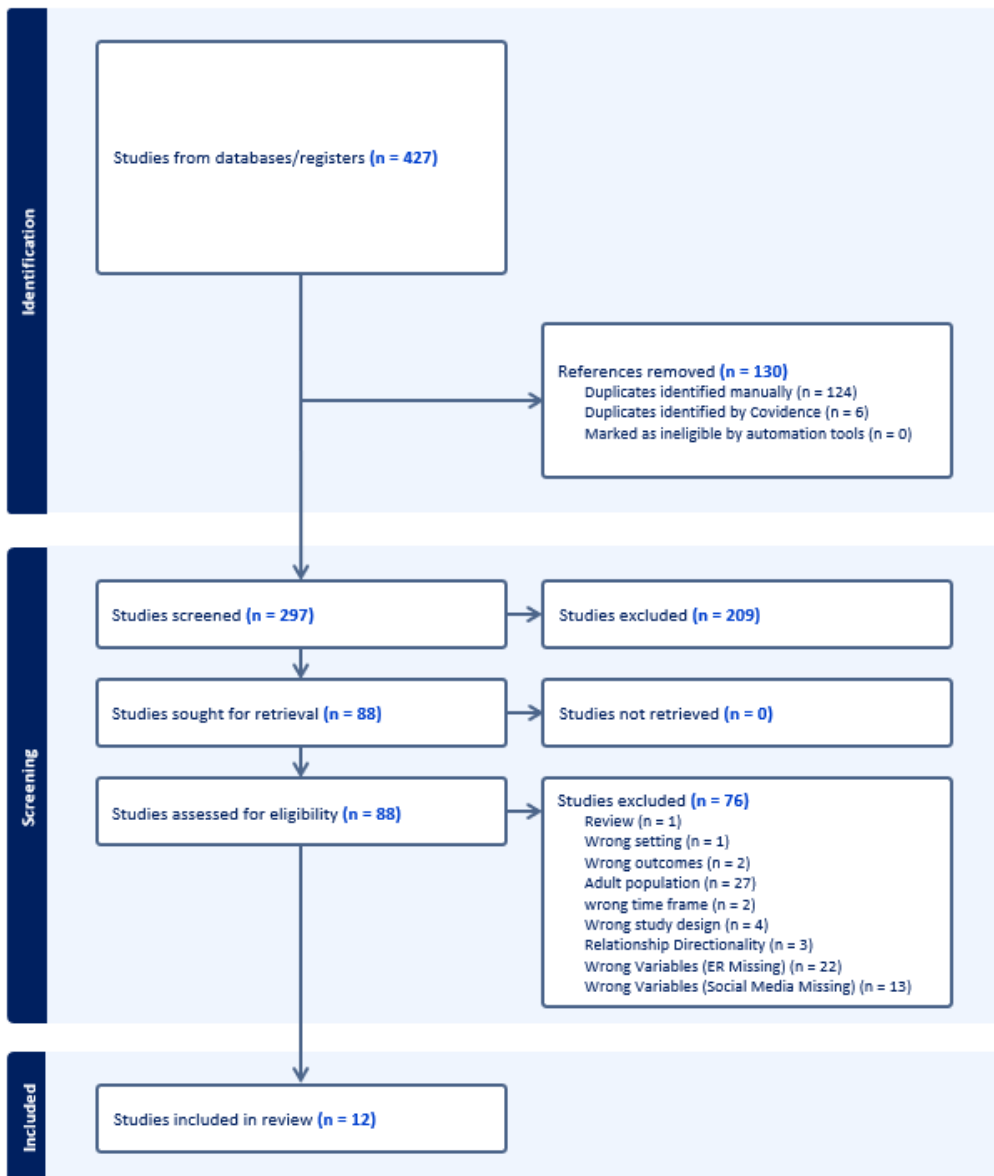 Identification
Studies from databases/registers (n = 427)
References removed (n = 130)
Duplicates identified manually (n = 124)
Duplicates identified by Covidence (n = 6)
Marked as ineligible by automation tools (n = 0)
Screening
Studies screened (n = 297)
Studies excluded (n = 209)
Studies sought for retrieval (n = 88)
Studies not retrieved (n = 0)
Studies assessed for eligibility (n = 88)
Studies excluded (n = 76)
Review (n = 1)
Wrong setting (n = 1)
Wrong outcomes (n = 2)
Adult population (n = 27)
wrong time frame (n = 2)
Wrong study design (n = 4)
Relationship Directionality (n = 3)
Wrong Variables (ER Missing) (n = 22)
Wrong Variables (Social Media Missing) (n = 13)
Included
Studies included in review (n = 12)